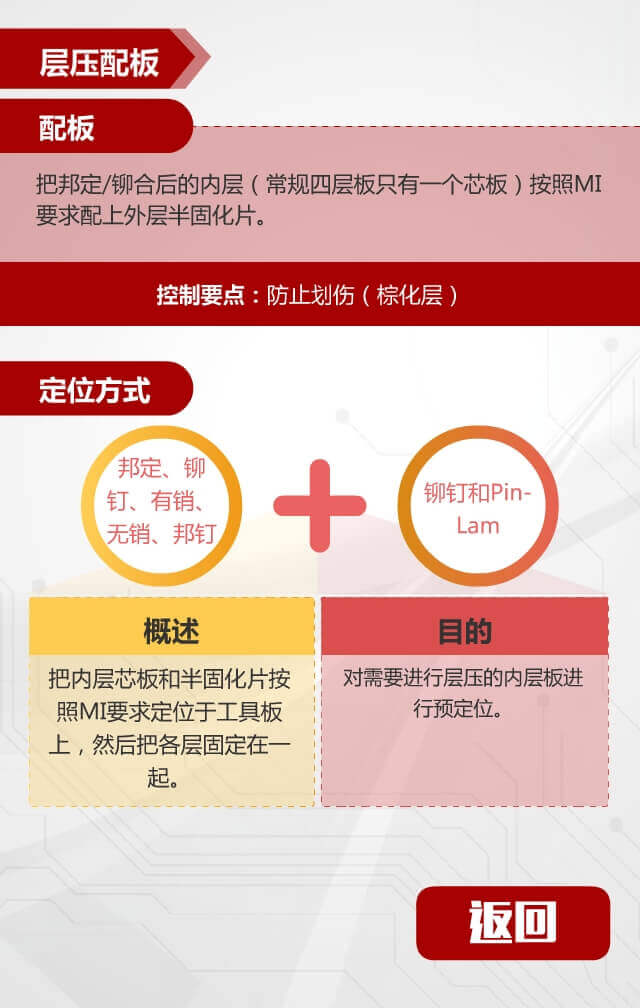 层压配板
配板
把邦定/铆合后的内层（常规四层板只有一个芯板）按照MI
要求配上外层半固化片。
控制要点：防止划伤（棕化层）
定位方式
邦定、铆
钉、有销、
无销、邦钉
铆钉和Pin-
Lam
概述
把内层芯板和半固化片按
照MI要求定位于工具板
上，然后把各层固定在一
起。
目的
对需要进行层压的内层板进
行预定位。
返回